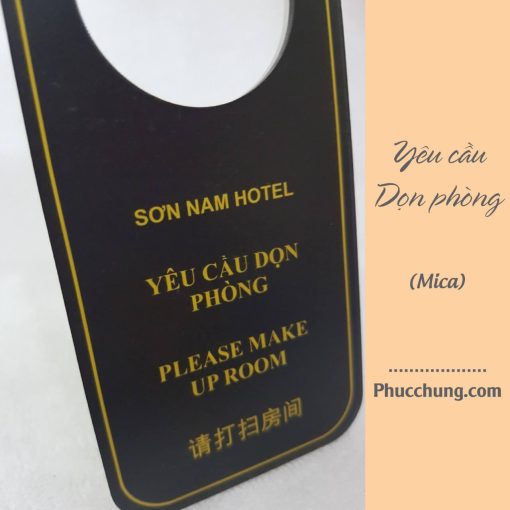 SƠN NAM HOTEL
YÊU CẦU DỌN
PHÒNG
PLEASE MAKE
UP ROOM
请打扫房间
Yêu cầu
Dọn phòng
(Mica)
...................
Phucchung.com